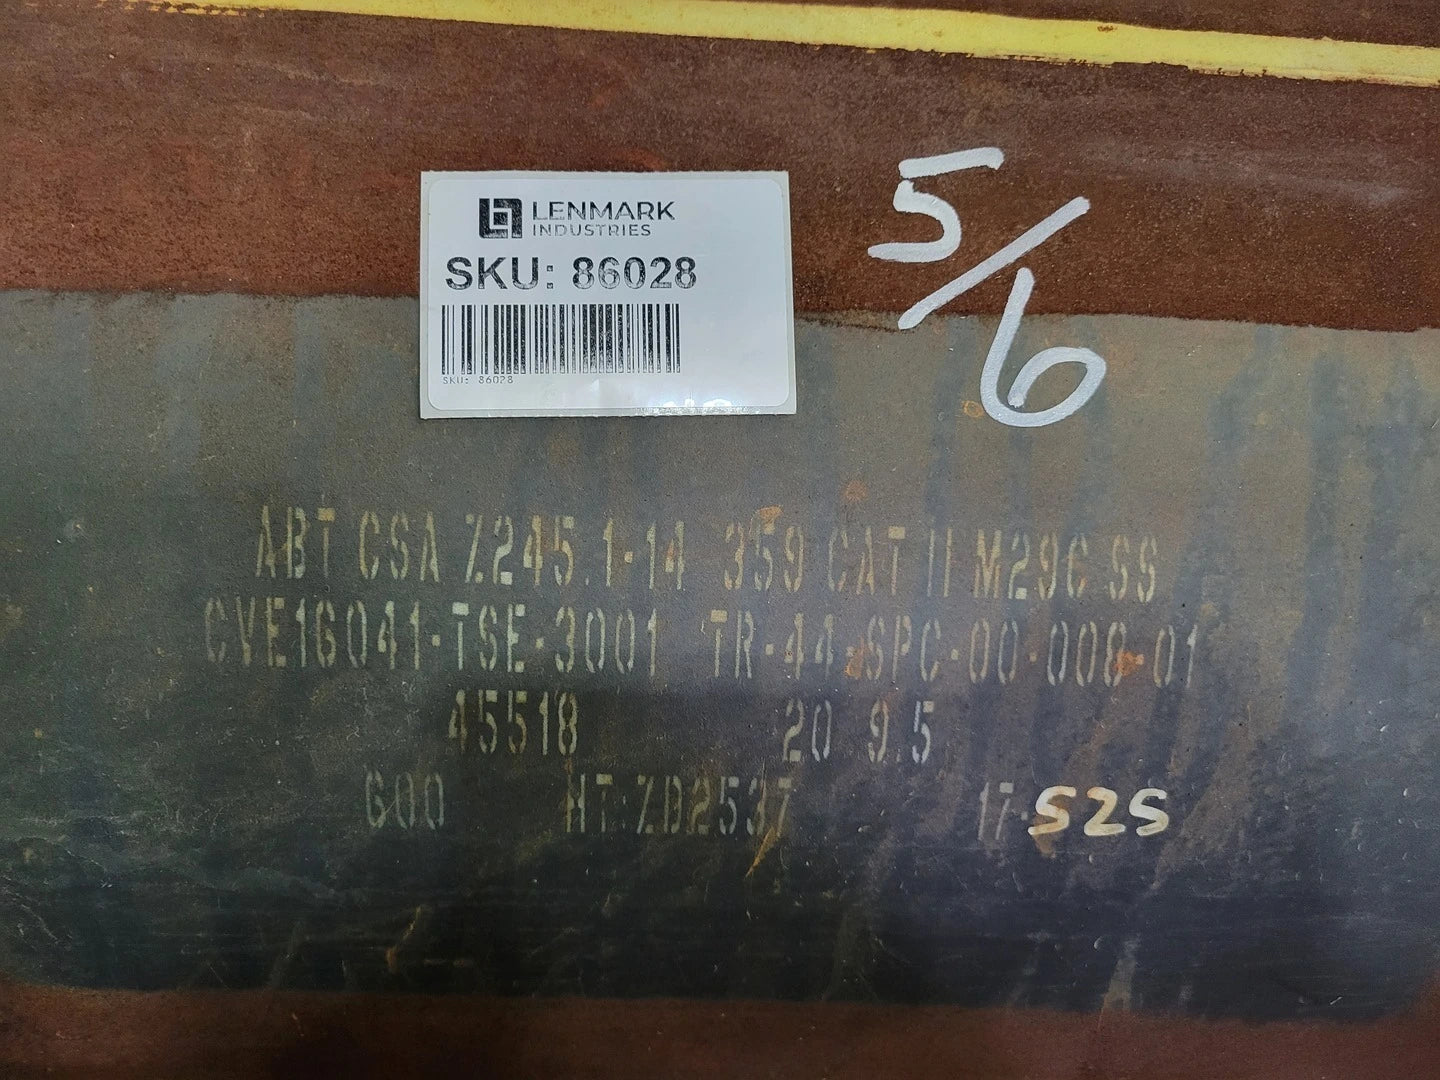 LENMARK
INDUSTRIES
SKU: 86028
SKU: 86028
5/6
ABT CSA Z245.1-14 359 CAT II M29C SS
CVE16041-TSE-3001 TR-44-SPC-00-008-01
45518 20 9.5
600 HT:ZD2537 17-525